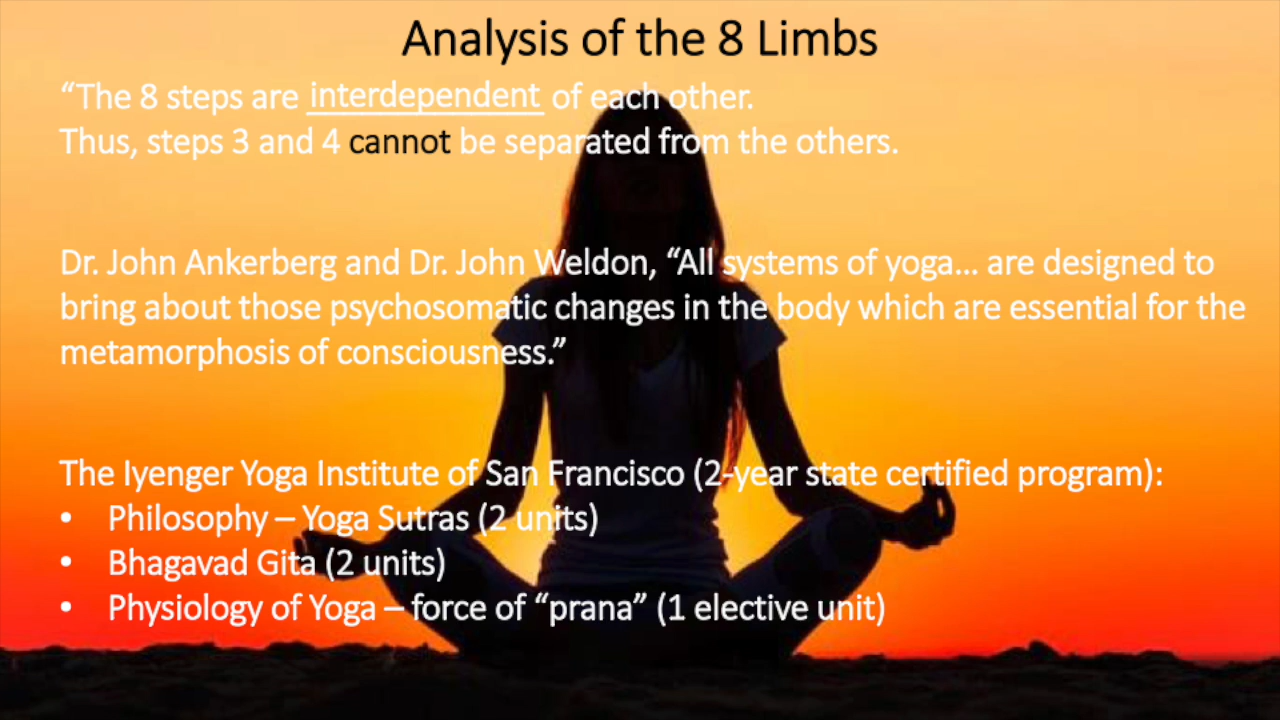 Analysis of the 8 Limbs
“The 8 steps are interdependent of each other.
Thus, steps 3 and 4 cannot be separated from the others.
Dr. John Ankerberg and Dr. John Weldon, “All systems of yoga… are designed to
bring about those psychosomatic changes in the body which are essential for the
metamorphosis of consciousness.”
The Iyenger Yoga Institute of San Francisco (2-year state certified program):
• Philosophy – Yoga Sutras (2 units)
• Bhagavad Gita (2 units)
• Physiology of Yoga – force of “prana” (1 elective unit)